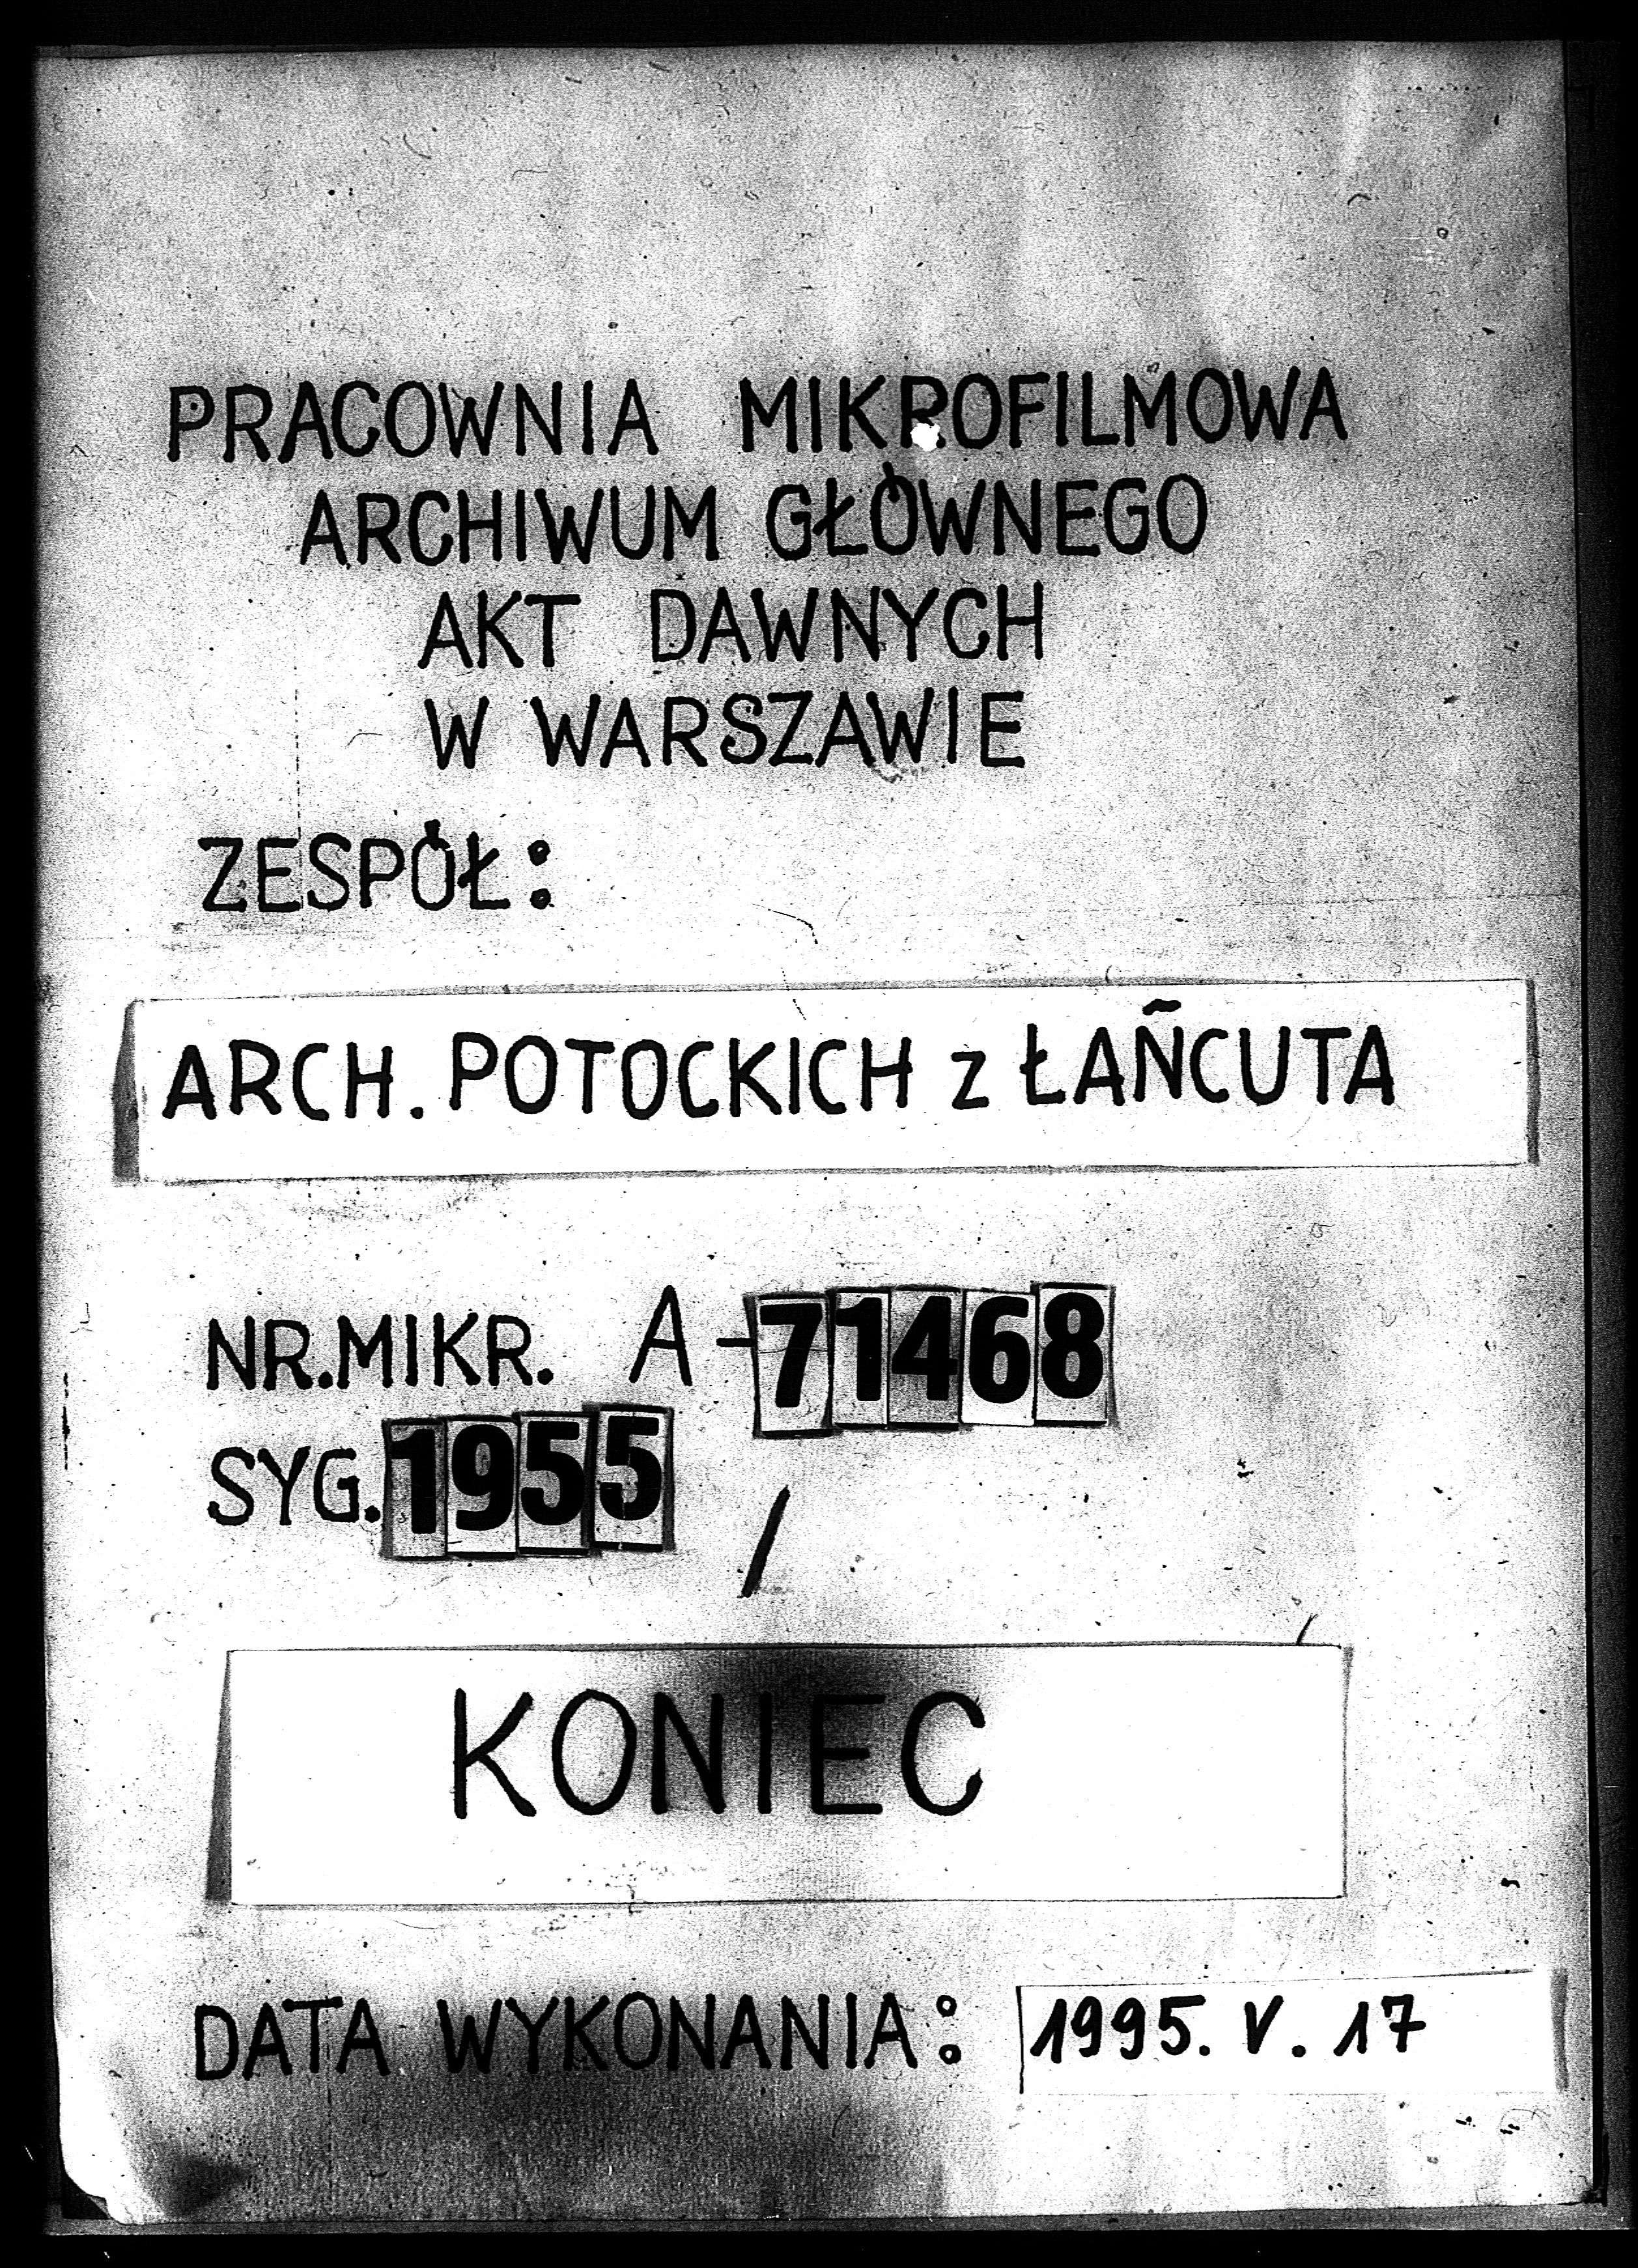 PRACOWNIA MIKROFILMOWA
ARCHIWUM GŁÓWNEGO
AKT DAWNYCH
W WARSZAWIE
ZESPÓŁ:
ARCH. POTOCKICH z ŁAŃCUTA
NR.MIKR. A-71468
SYG. 1955 /
KONIEC
DATA WYKONANIA: 1995. V. 17